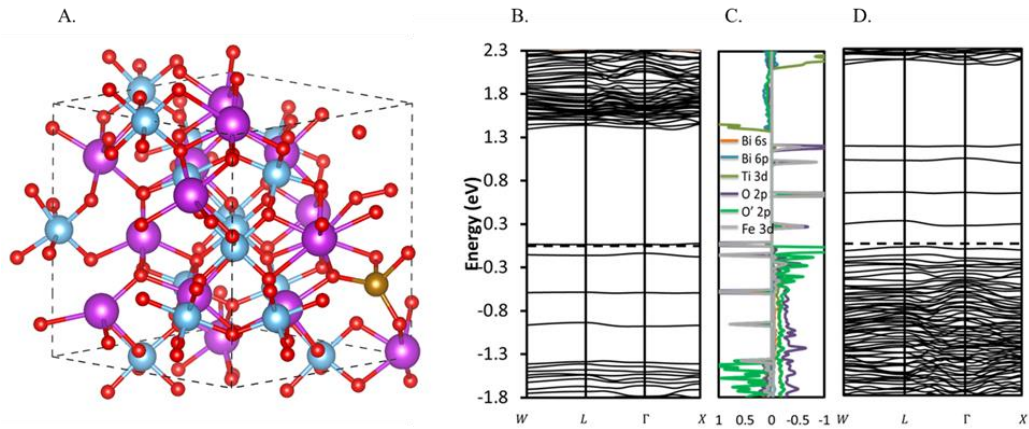 A.
B.
C.
D.
Energy (eV)
2.3
1.8
1.3
0.8
0.3
-0.3
-0.8
-1.3
-1.8
Bi 6s
Bi 6p
Ti 3d
O 2p
O' 2p
Fe 3d
W
L
Γ
X
1
0.5
0
-0.5
-1
W
L
Γ
X